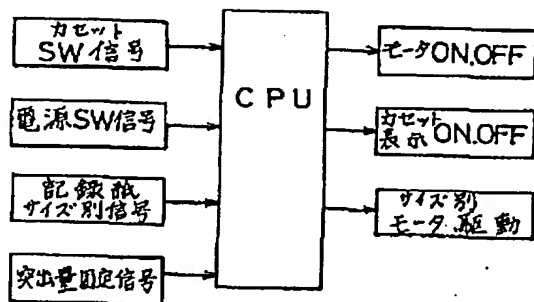 カセット
SW信号
電源SW信号
記録紙
サイズ別信号
突出量固定信号
CPU
モータON.OFF
カセット
表示ON.OFF
サイズ別
モータ駆動